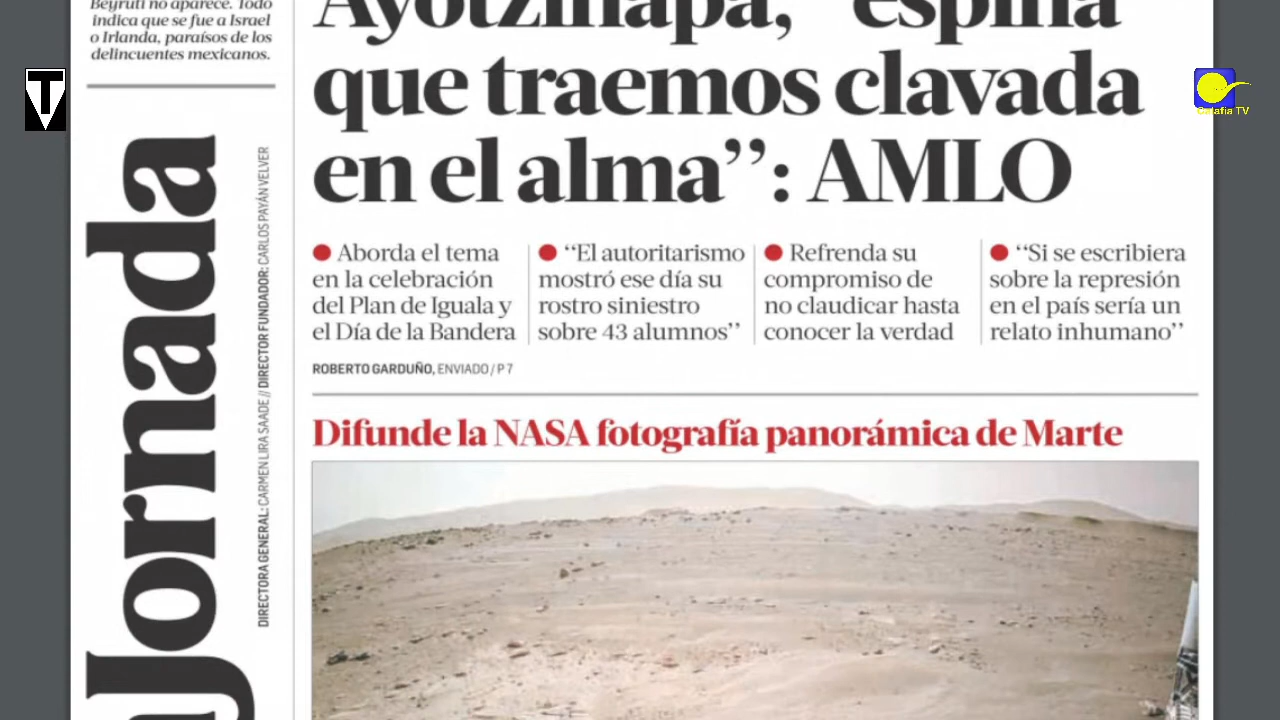 Beyruti no aparece. Todo
indica que se fue a Israel
o Irlanda, paraísos de los
delincuentes mexicanos.
Jornada
DIRECTORA GENERAL: CARMEN LIRA SAADE // DIRECTOR FUNDADOR: CARLOS PAYÁN VELVER
Ayotzinapa, “espina
que traemos clavada
en el alma”: AMLO
● Aborda el tema
en la celebración
del Plan de Iguala y
el Día de la Bandera
● “El autoritarismo
mostró ese día su
rostro siniestro
sobre 43 alumnos”
● Refrenda su
compromiso de
no claudicar hasta
conocer la verdad
● “Si se escribiera
sobre la represión
en el país sería un
relato inhumano”
ROBERTO GARDUÑO, ENVIADO / P 7
Difunde la NASA fotografía panorámica de Marte
T
Calafia TV